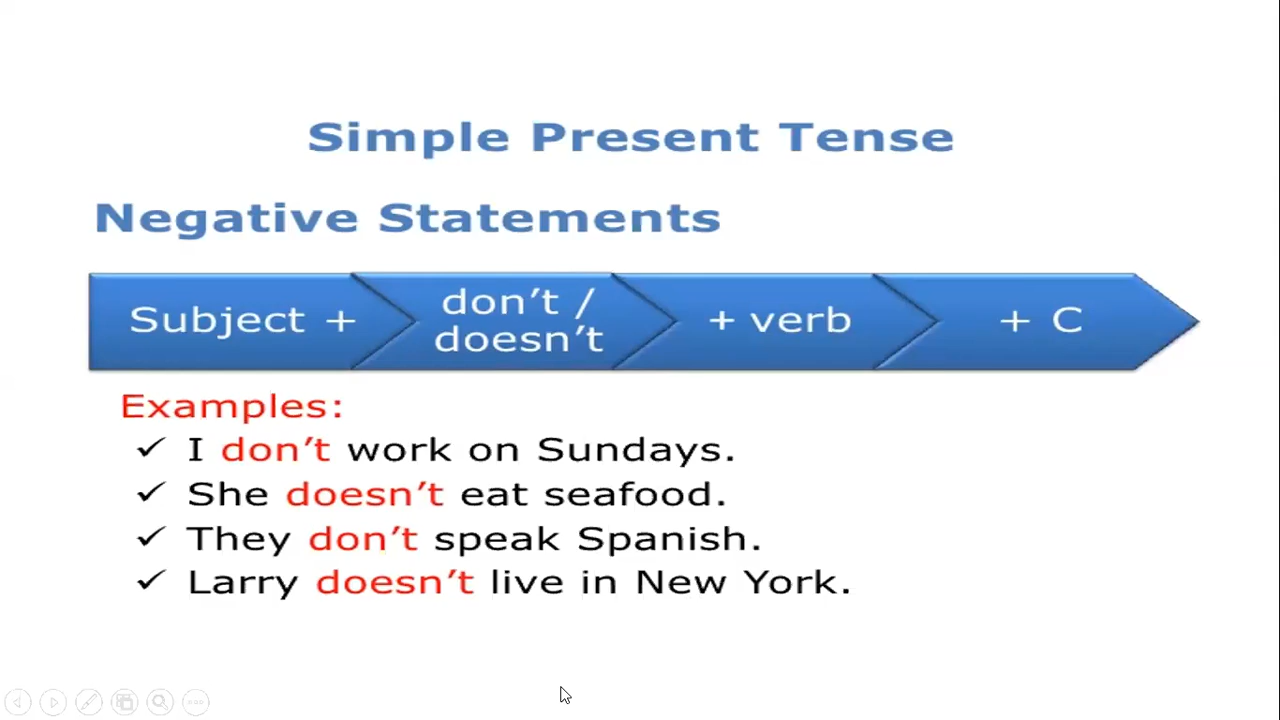 Simple Present Tense
Negative Statements
Subject +
don’t /
doesn’t
+ verb
+ C
Examples:
✓ I don’t work on Sundays.
✓ She doesn’t eat seafood.
✓ They don’t speak Spanish.
✓ Larry doesn’t live in New York.